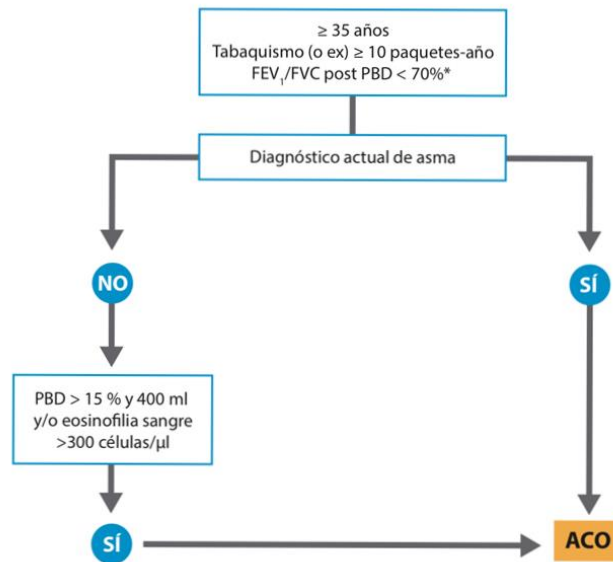 ≥ 35 años
Tabaquismo (o ex) ≥ 10 paquetes-año
FEV₁/FVC post PBD < 70%*
Diagnóstico actual de asma
NO
SÍ
PBD > 15 % y 400 ml
y/o eosinofilia sangre
>300 células/µl
SÍ
ACO